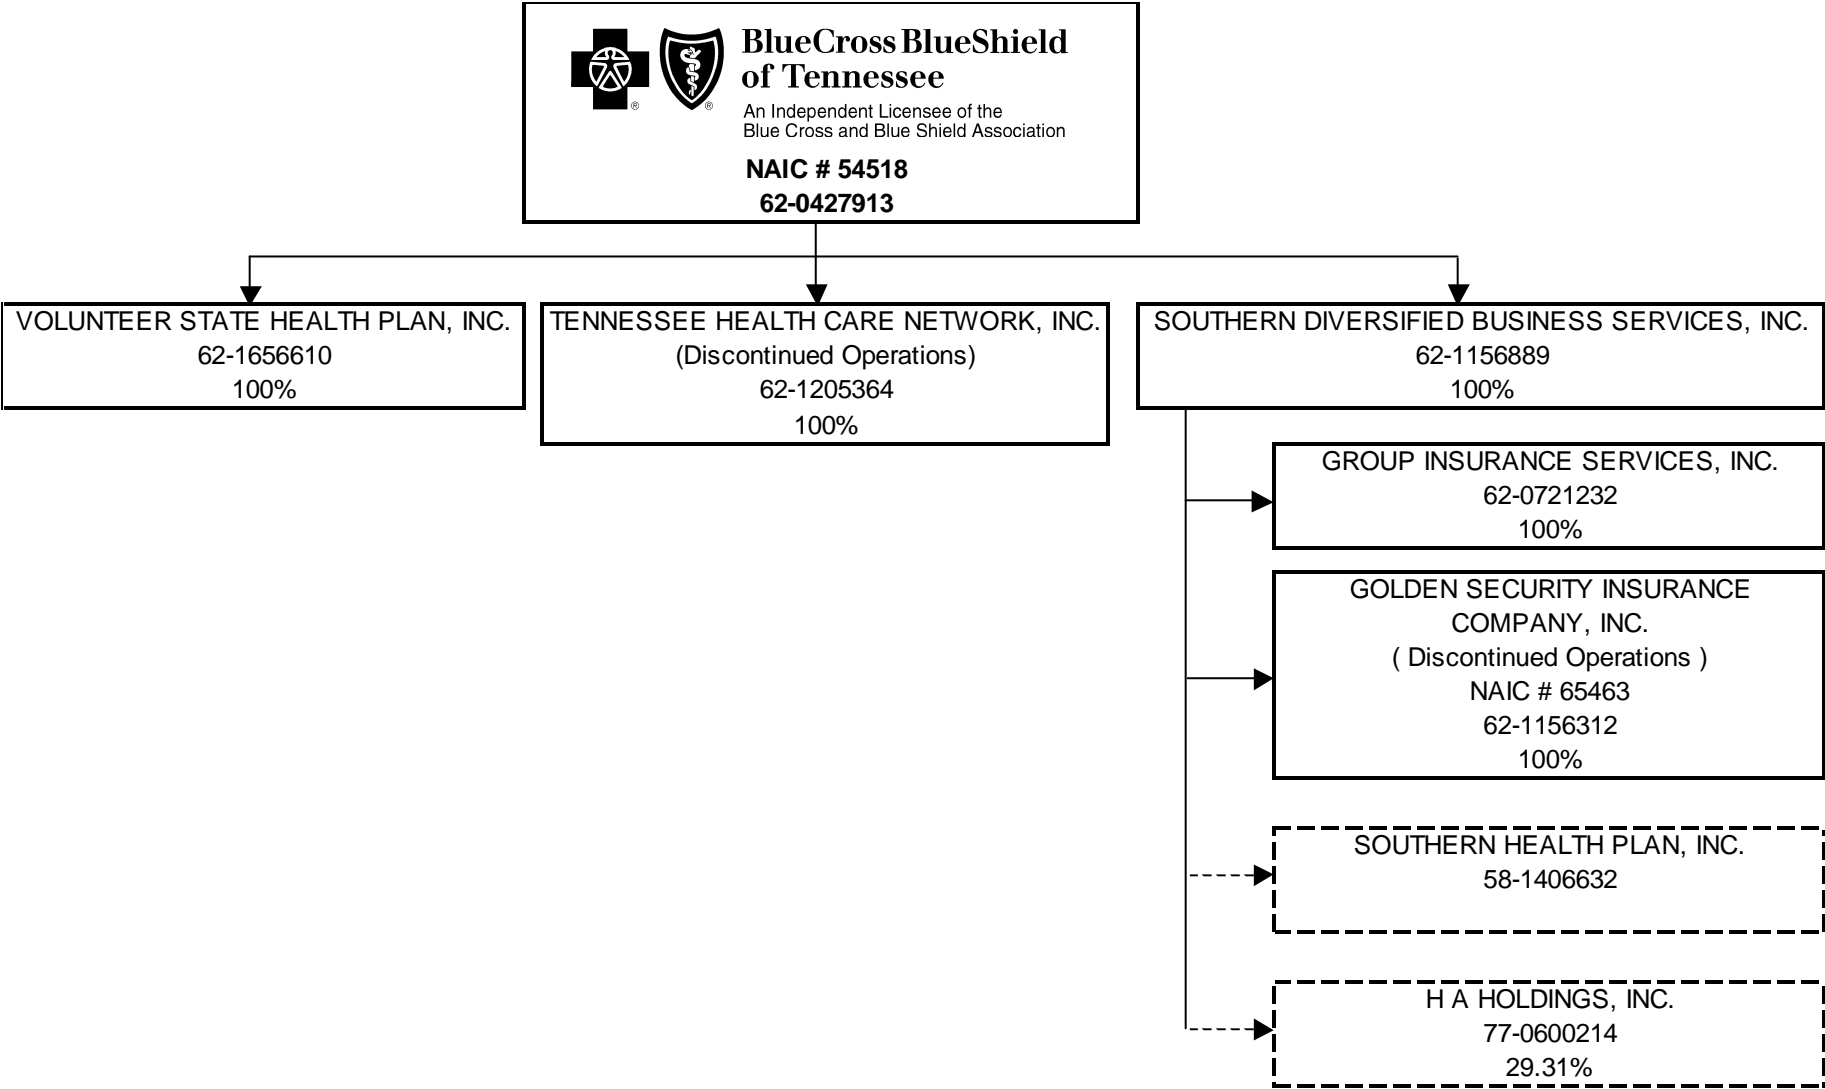 BlueCross BlueShield
of Tennessee
An Independent Licensee of the
Blue Cross and Blue Shield Association
NAIC # 54518
62-0427913
VOLUNTEER STATE HEALTH PLAN, INC.
62-1656610
100%
TENNESSEE HEALTH CARE NETWORK, INC.
(Discontinued Operations)
62-1205364
100%
SOUTHERN DIVERSIFIED BUSINESS SERVICES, INC.
62-1156889
100%
GROUP INSURANCE SERVICES, INC.
62-0721232
100%
GOLDEN SECURITY INSURANCE
COMPANY, INC.
( Discontinued Operations )
NAIC # 65463
62-1156312
100%
SOUTHERN HEALTH PLAN, INC.
58-1406632
H A HOLDINGS, INC.
77-0600214
29.31%